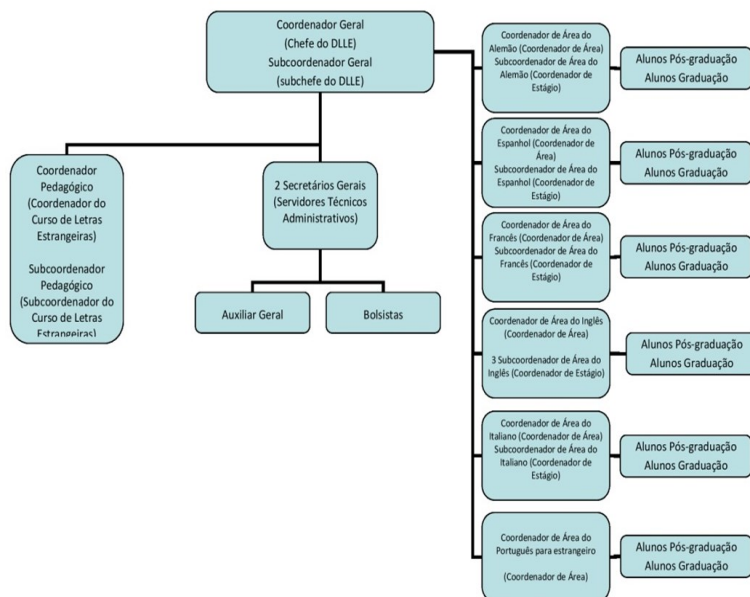 Coordenador Geral
(Chefe do DLLE)
Subcoordenador Geral
(subchefe do DLLE)
Coordenador
Pedagógico
(Coordenador do
Curso de Letras
Estrangeiras)
Subcoordenador
Pedagógico
(Subcoordenador do
Curso de Letras
Estrangeiras)
2 Secretários Gerais
(Servidores Técnicos
Administrativos)
Auxiliar Geral
Bolsistas
Coordenador de Área do
Alemão (Coordenador de Área)
Subcoordenador de Área do
Alemão (Coordenador de
Estágio)
Alunos Pós-graduação
Alunos Graduação
Coordenador de Área do
Espanhol (Coordenador de
Área)
Subcoordenador de Área do
Espanhol (Coordenador de
Estágio)
Alunos Pós-graduação
Alunos Graduação
Coordenador de Área do
Francês (Coordenador de Área)
Subcoordenador de Área do
Francês (Coordenador de
Estágio)
Alunos Pós-graduação
Alunos Graduação
Coordenador de Área do Inglês
(Coordenador de Área)
3 Subcoordenador de Área do
Inglês (Coordenador de Estágio)
Alunos Pós-graduação
Alunos Graduação
Coordenador de Área do
Italiano (Coordenador de Área)
Subcoordenador de Área do
Italiano (Coordenador de
Estágio)
Alunos Pós-graduação
Alunos Graduação
Coordenador de Área do
Português para estrangeiro
(Coordenador de Área)
Alunos Pós-graduação
Alunos Graduação